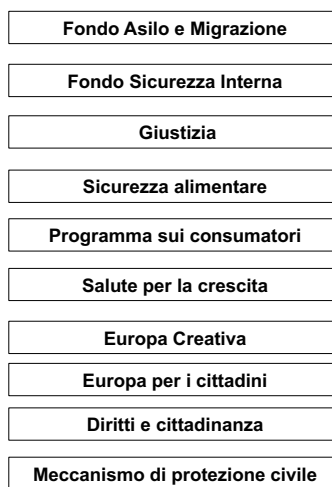 Fondo Asilo e Migrazione
Fondo Sicurezza Interna
Giustizia
Sicurezza alimentare
Programma sui consumatori
Salute per la crescita
Europa Creativa
Europa per i cittadini
Diritti e cittadinanza
Meccanismo di protezione civile